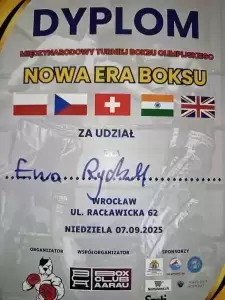 DYPLOM
MIĘDZYNARODOWY TURNIEJ BOKSU OLIMPIJSKIEGO
NOWA ERA BOKSU
ZA UDZIAŁ
Ewa
WROCŁAW
UL. RACŁAWICKA 62
NIEDZIELA 07.09.2025
ORGANIZATOR
WSPÓŁORGANIZATOR
SPONSORZY
BOX
CLUB
AARAU